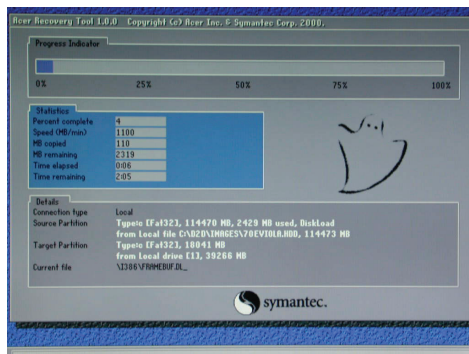 Acer Recovery Tool 1.0.0 Copyright (c) Acer Inc. & Symantec Corp. 2000.
Progress Indicator
0% 25% 50% 75% 100%
Statistics
Percent complete 4
Speed (MB/min) 1100
MB copied 110
MB remaining 2319
Time elapsed 0:06
Time remaining 2:05
Details
Connection type Local
Source Partition Type:c [Fat32], 114470 MB, 2429 MB used, DiskLoad
from Local file C:\D2D\IMAGES\70EVIOLA.HDD, 114473 MB
Target Partition Type:c [Fat32], 18041 MB
from Local drive [1], 39266 MB
Current file \I386\FRAMEBUF.DL_
symantec.